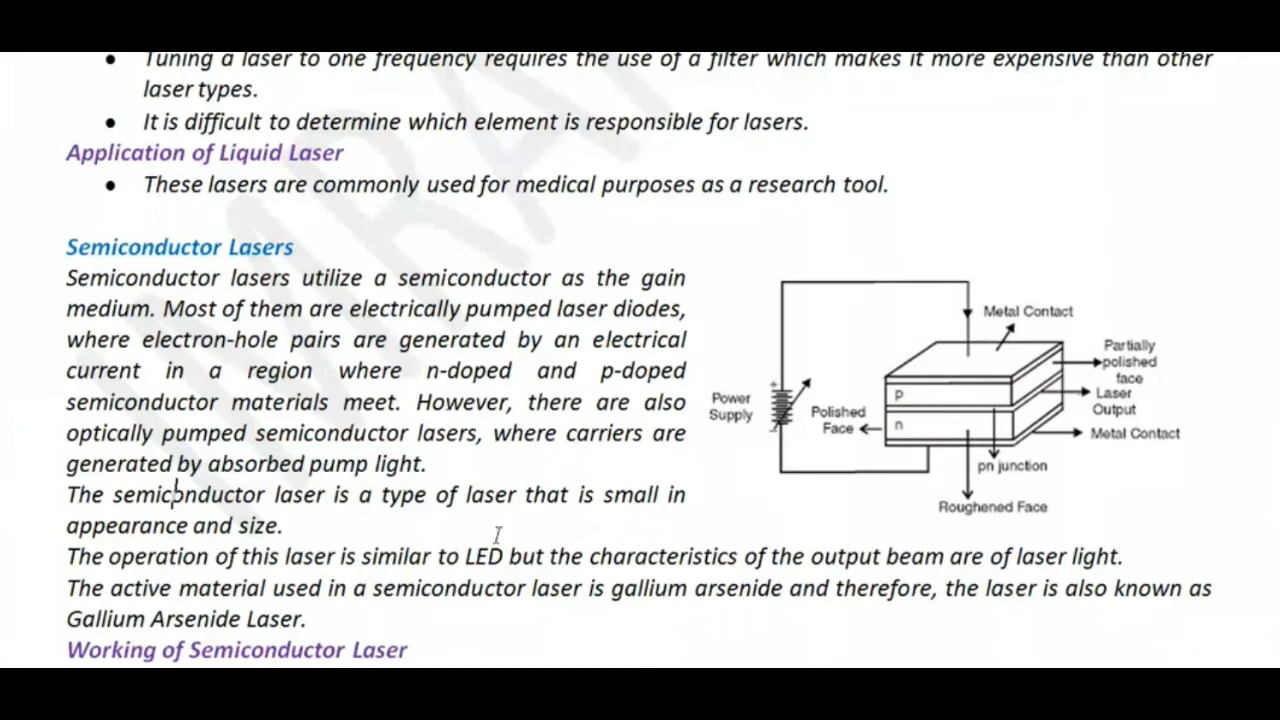 • Tuning a laser to one frequency requires the use of a filter which makes it more expensive than other
laser types.
• It is difficult to determine which element is responsible for lasers.
Application of Liquid Laser
• These lasers are commonly used for medical purposes as a research tool.
Semiconductor Lasers
Semiconductor lasers utilize a semiconductor as the gain
medium. Most of them are electrically pumped laser diodes,
where electron-hole pairs are generated by an electrical
current in a region where n-doped and p-doped
semiconductor materials meet. However, there are also
optically pumped semiconductor lasers, where carriers are
generated by absorbed pump light.
The semiconductor laser is a type of laser that is small in
appearance and size.
The operation of this laser is similar to LED but the characteristics of the output beam are of laser light.
The active material used in a semiconductor laser is gallium arsenide and therefore, the laser is also known as
Gallium Arsenide Laser.
Working of Semiconductor Laser
Metal Contact
Partially
polished
face
Laser
Output
Metal Contact
Power
Supply
+
-
Polished
Face
p
n
pn junction
Roughened Face
IMRAN